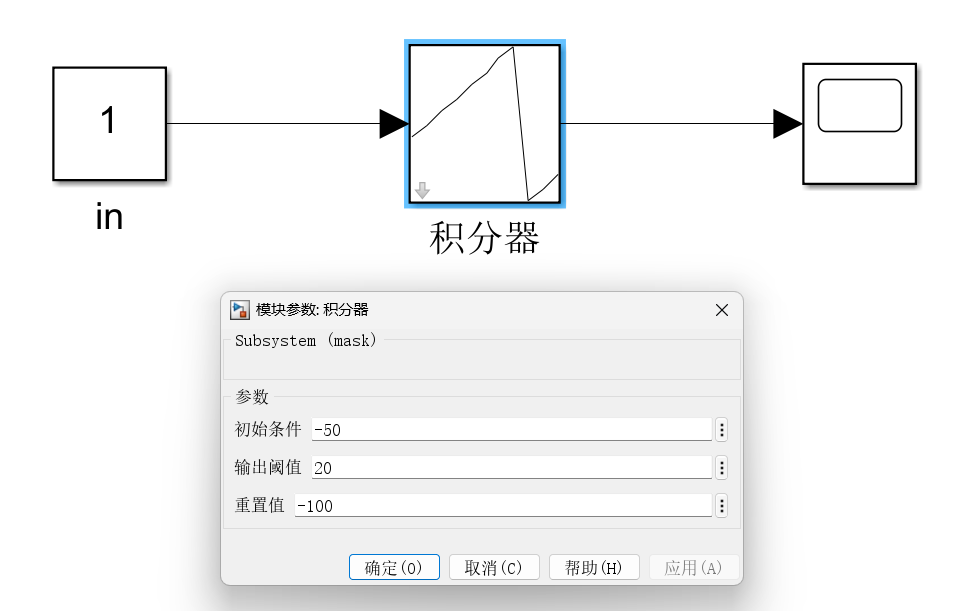 1
in
积分器
模块参数: 积分器
Subsystem (mask)
参数
初始条件 -50
输出阈值 20
重置值 -100
确定(O) 取消(C) 帮助(H) 应用(A)